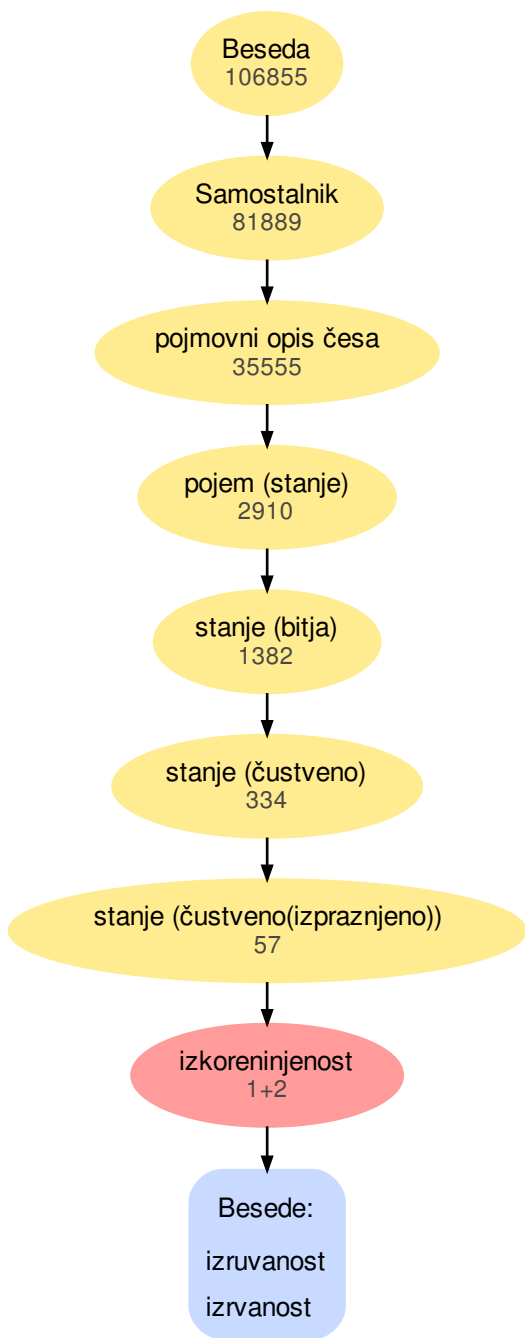 Beseda
106855
Samostalnik
81889
pojmovni opis česa
35555
pojem (stanje)
2910
stanje (bitja)
1382
stanje (čustveno)
334
stanje (čustveno(izpraznjeno))
57
izkoreninjenost
1+2
Besede:
izruvanost
izrvanost